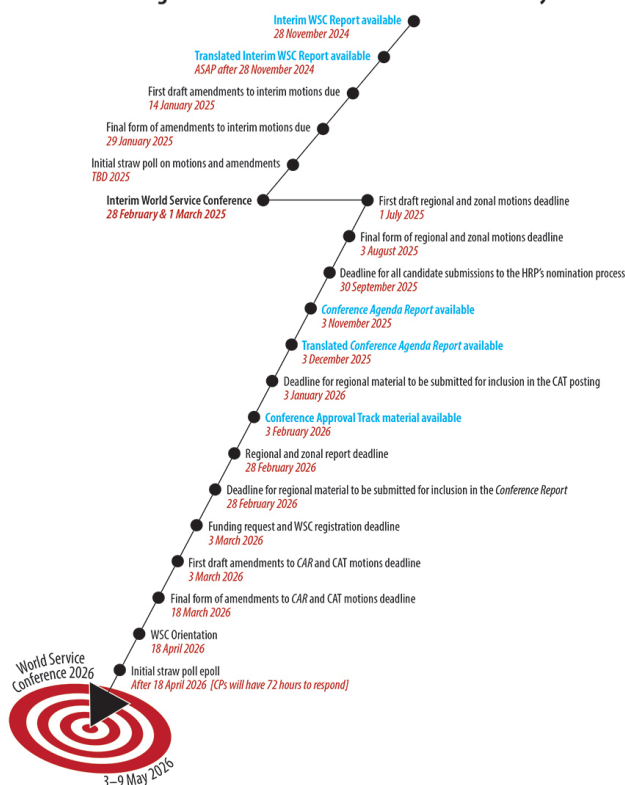 Interim WSC Report available
28 November 2024
Translated Interim WSC Report available
ASAP after 28 November 2024
First draft amendments to interim motions due
14 January 2025
Final form of amendments to interim motions due
29 January 2025
Initial straw poll on motions and amendments
TBD 2025
Interim World Service Conference
28 February & 1 March 2025
First draft regional and zonal motions deadline
1 July 2025
Final form of regional and zonal motions deadline
3 August 2025
Deadline for all candidate submissions to the HRP's nomination process
30 September 2025
Conference Agenda Report available
3 November 2025
Translated Conference Agenda Report available
3 December 2025
Deadline for regional material to be submitted for inclusion in the CAT posting
3 January 2026
Conference Approval Track material available
3 February 2026
Regional and zonal report deadline
28 February 2026
Deadline for regional material to be submitted for inclusion in the Conference Report
28 February 2026
Funding request and WSC registration deadline
3 March 2026
First draft amendments to CAR and CAT motions deadline
3 March 2026
Final form of amendments to CAR and CAT motions deadline
18 March 2026
WSC Orientation
18 April 2026
Initial straw poll epoll
After 18 April 2026 [CPs will have 72 hours to respond]
World Service
Conference 2026
3–9 May 2026